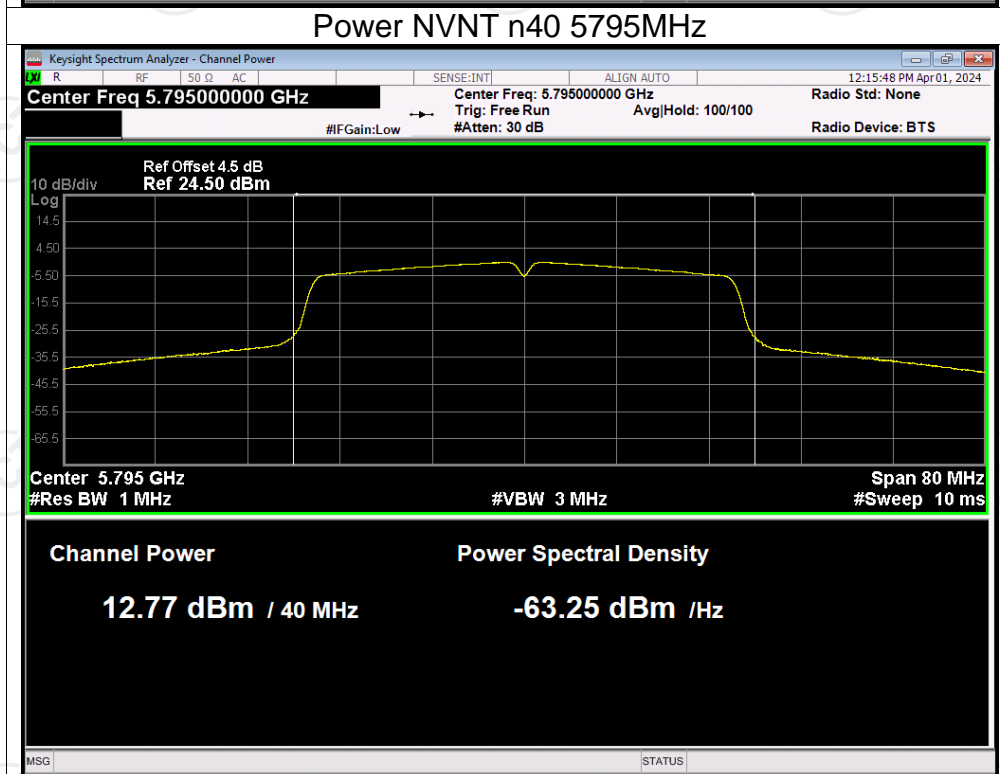 Power NVNT n40 5795MHz
Keysight Spectrum Analyzer - Channel Power
LXI R RF 50 Ω AC SENSE:INT ALIGN AUTO 12:15:48 PM Apr 01, 2024
Center Freq 5.795000000 GHz
Center Freq: 5.795000000 GHz Radio Std: None
Trig: Free Run Avg|Hold: 100/100
#IFGain:Low #Atten: 30 dB Radio Device: BTS
Ref Offset 4.5 dB
10 dB/div Ref 24.50 dBm
Log
14.5
4.50
-5.50
-15.5
-25.5
-35.5
-45.5
-55.5
-65.5
Center 5.795 GHz Span 80 MHz
#Res BW 1 MHz #VBW 3 MHz #Sweep 10 ms
Channel Power Power Spectral Density
12.77 dBm / 40 MHz -63.25 dBm /Hz
MSG STATUS